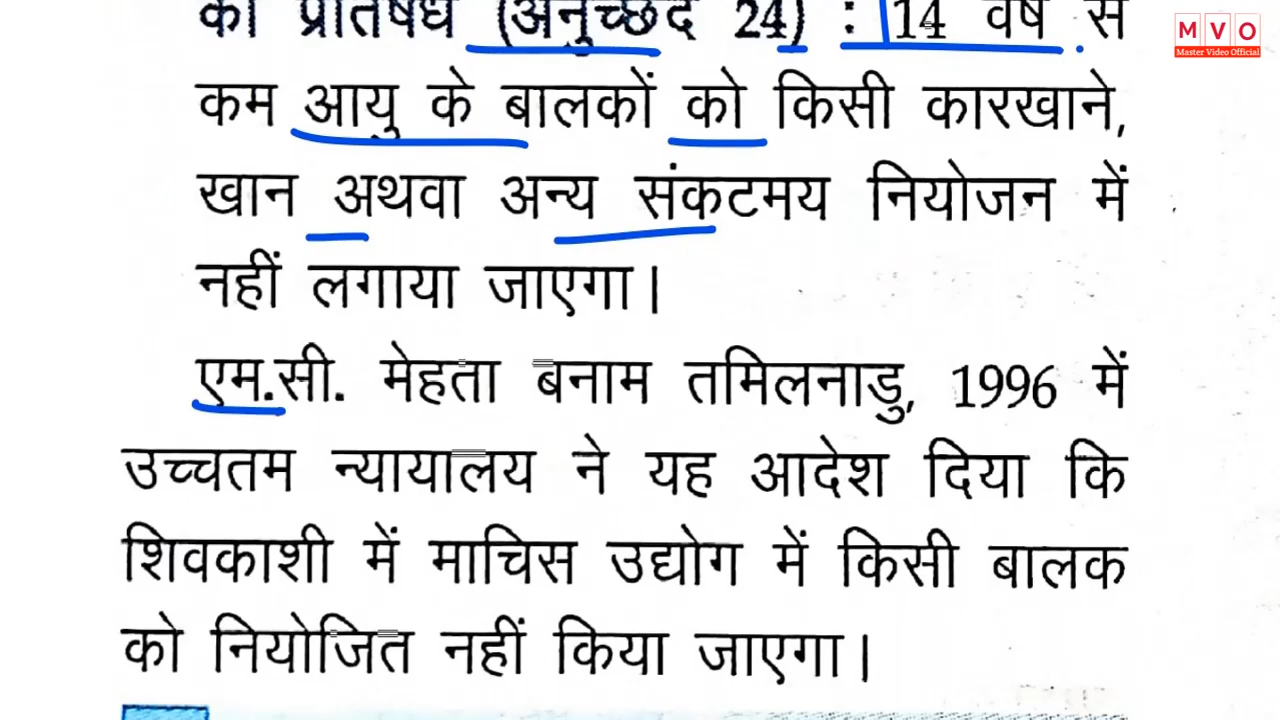 का प्रतिषेध (अनुच्छेद 24) : 14 वर्ष से
कम आयु के बालकों को किसी कारखाने,
खान अथवा अन्य संकटमय नियोजन में
नहीं लगाया जाएगा।
एम.सी. मेहता बनाम तमिलनाडु, 1996 में
उच्चतम न्यायालय ने यह आदेश दिया कि
शिवकाशी में माचिस उद्योग में किसी बालक
को नियोजित नहीं किया जाएगा।
MVO
Master Video Official